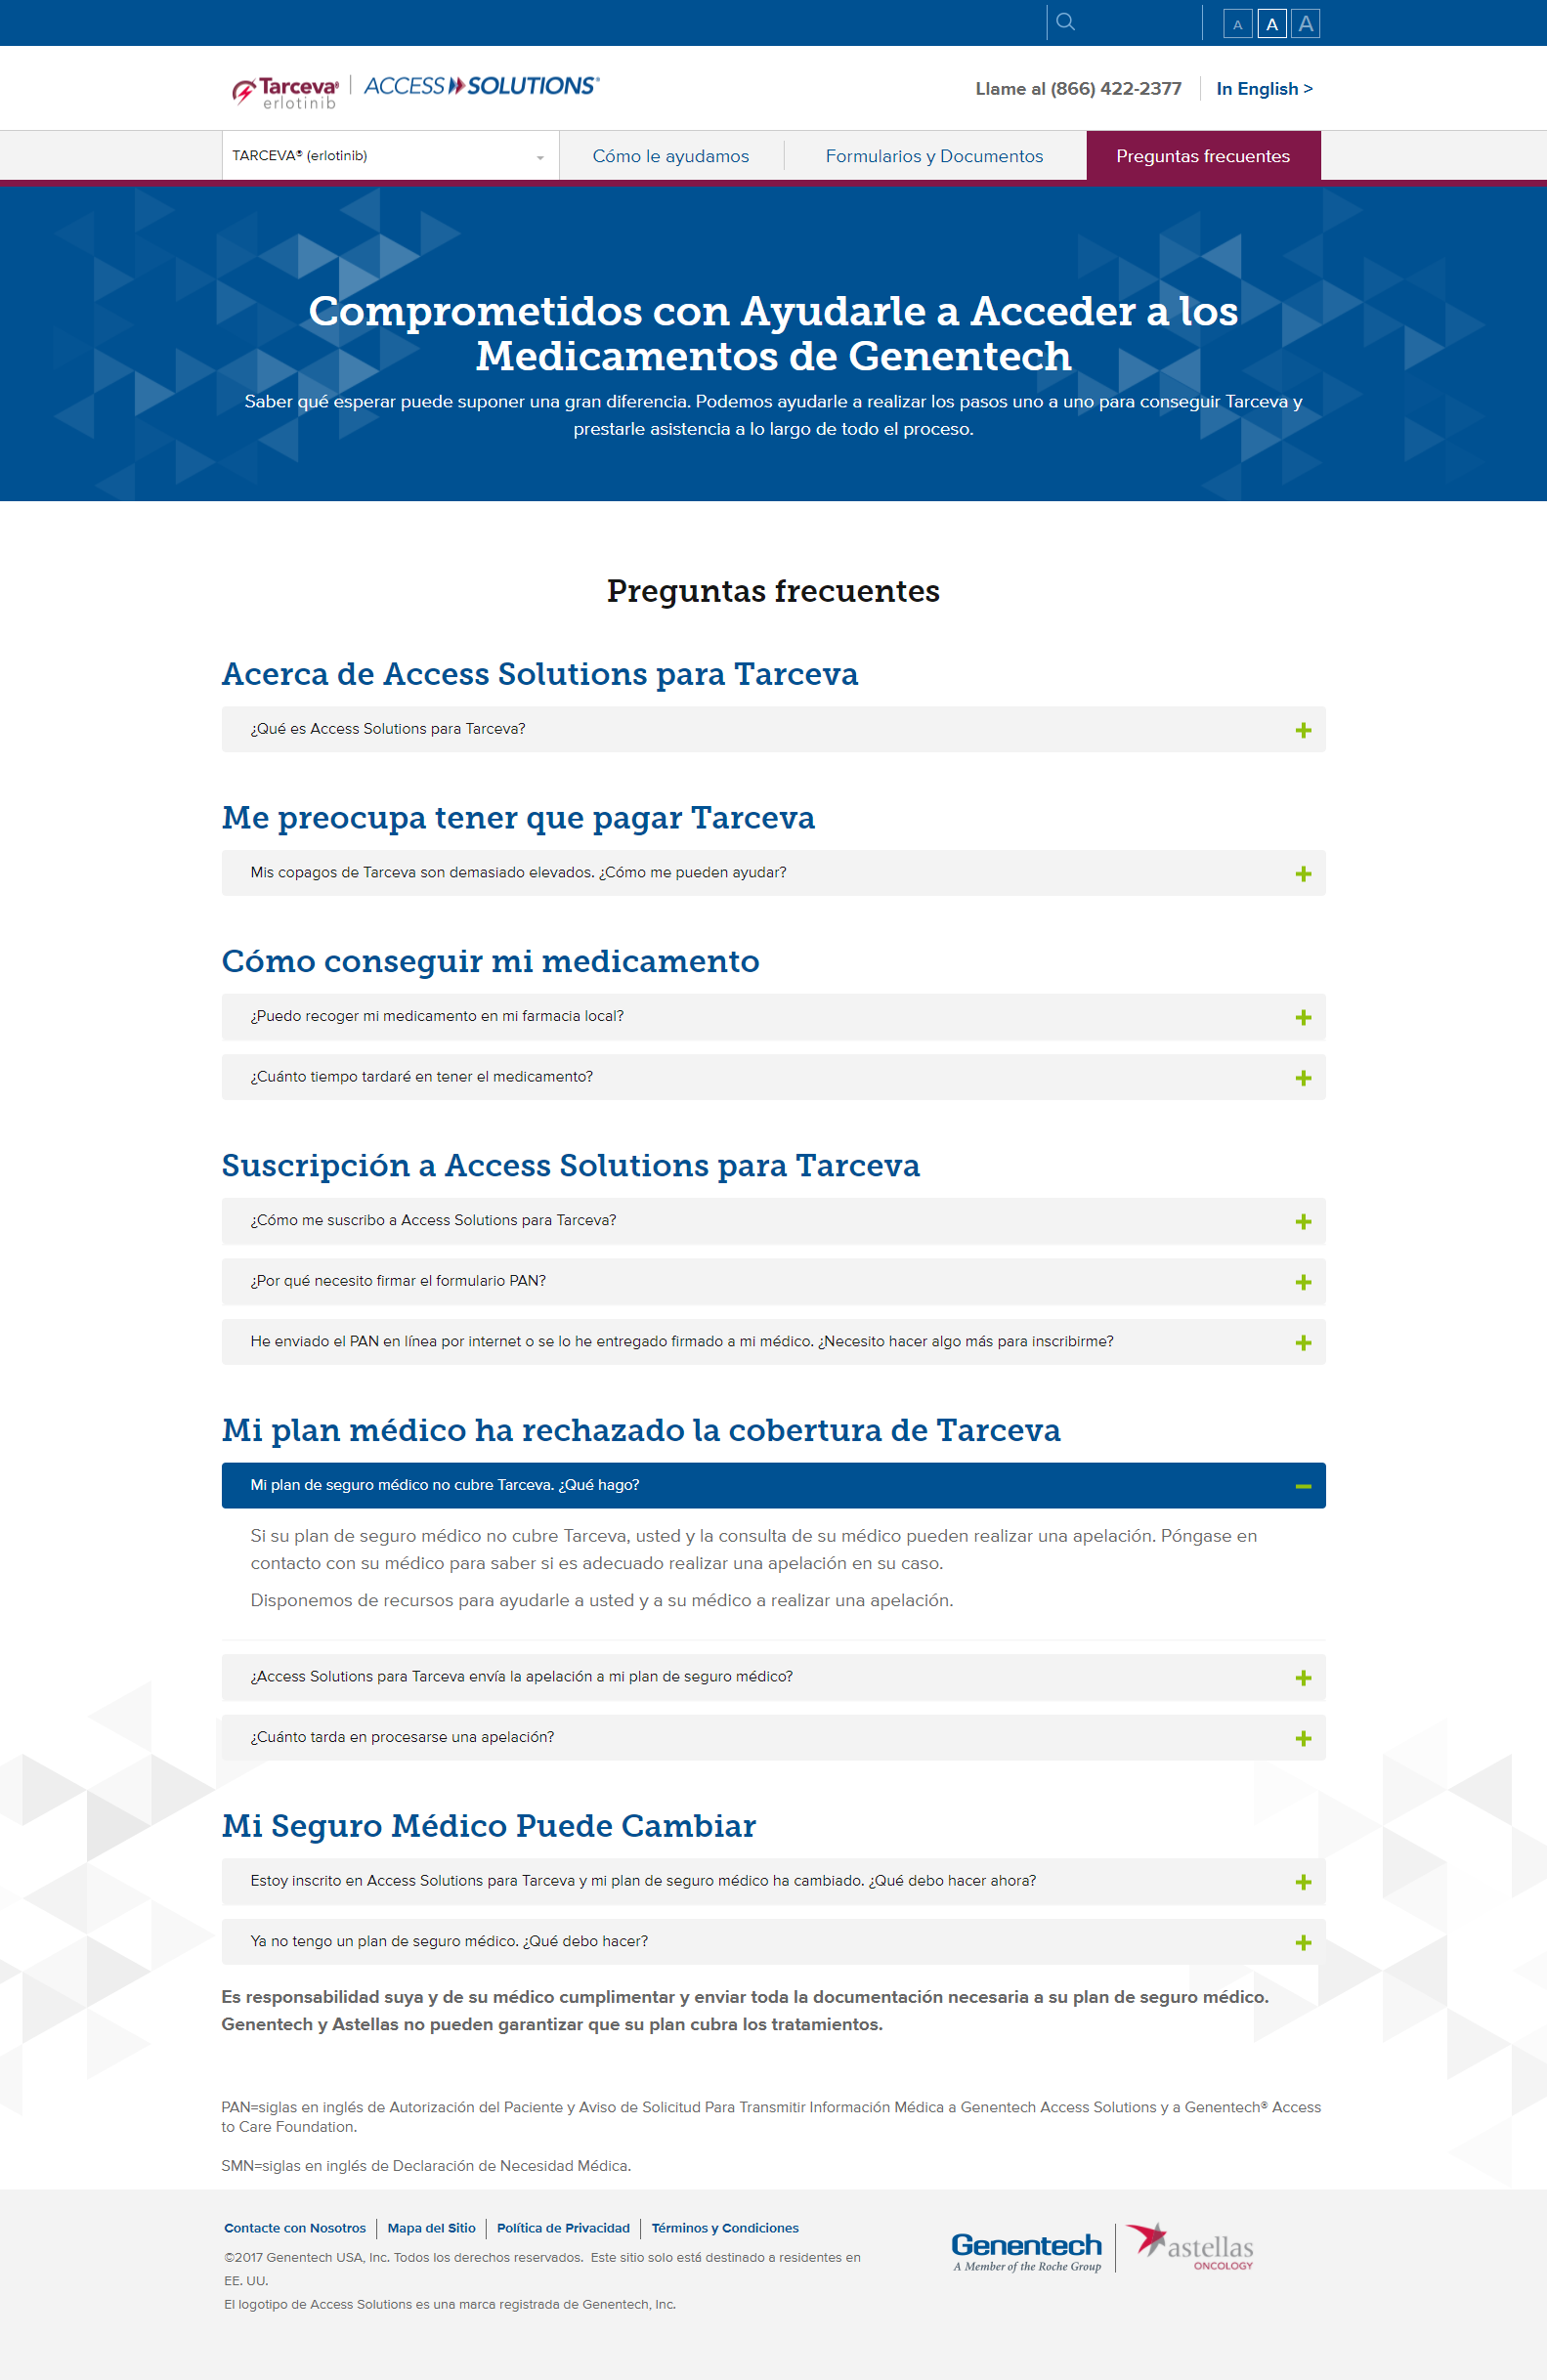 A A A
Tarceva® | ACCESS SOLUTIONS®
erlotinib
Llame al (866) 422-2377
In English >
TARCEVA® (erlotinib)
Cómo le ayudamos
Formularios y Documentos
Preguntas frecuentes
Comprometidos con Ayudarle a Acceder a los
Medicamentos de Genentech
Saber qué esperar puede suponer una gran diferencia. Podemos ayudarle a realizar los pasos uno a uno para conseguir Tarceva y
prestarle asistencia a lo largo de todo el proceso.
Preguntas frecuentes
Acerca de Access Solutions para Tarceva
¿Qué es Access Solutions para Tarceva?
Me preocupa tener que pagar Tarceva
Mis copagos de Tarceva son demasiado elevados. ¿Cómo me pueden ayudar?
Cómo conseguir mi medicamento
¿Puedo recoger mi medicamento en mi farmacia local?
¿Cuánto tiempo tardaré en tener el medicamento?
Suscripción a Access Solutions para Tarceva
¿Cómo me suscribo a Access Solutions para Tarceva?
¿Por qué necesito firmar el formulario PAN?
He enviado el PAN en línea por internet o se lo he entregado firmado a mi médico. ¿Necesito hacer algo más para inscribirme?
Mi plan médico ha rechazado la cobertura de Tarceva
Mi plan de seguro médico no cubre Tarceva. ¿Qué hago?
Si su plan de seguro médico no cubre Tarceva, usted y la consulta de su médico pueden realizar una apelación. Póngase en
contacto con su médico para saber si es adecuado realizar una apelación en su caso.
Disponemos de recursos para ayudarle a usted y a su médico a realizar una apelación.
¿Access Solutions para Tarceva envía la apelación a mi plan de seguro médico?
¿Cuánto tarda en procesarse una apelación?
Mi Seguro Médico Puede Cambiar
Estoy inscrito en Access Solutions para Tarceva y mi plan de seguro médico ha cambiado. ¿Qué debo hacer ahora?
Ya no tengo un plan de seguro médico. ¿Qué debo hacer?
Es responsabilidad suya y de su médico cumplimentar y enviar toda la documentación necesaria a su plan de seguro médico.
Genentech y Astellas no pueden garantizar que su plan cubra los tratamientos.
PAN=siglas en inglés de Autorización del Paciente y Aviso de Solicitud Para Transmitir Información Médica a Genentech Access Solutions y a Genentech® Access
to Care Foundation.
SMN=siglas en inglés de Declaración de Necesidad Médica.
Contacte con Nosotros | Mapa del Sitio | Política de Privacidad | Términos y Condiciones
©2017 Genentech USA, Inc. Todos los derechos reservados. Este sitio solo está destinado a residentes en
EE. UU.
El logotipo de Access Solutions es una marca registrada de Genentech, Inc.
Genentech
A Member of the Roche Group
astellas
ONCOLOGY